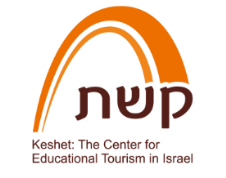 קשת
Keshet: The Center for
Educational Tourism in Israel